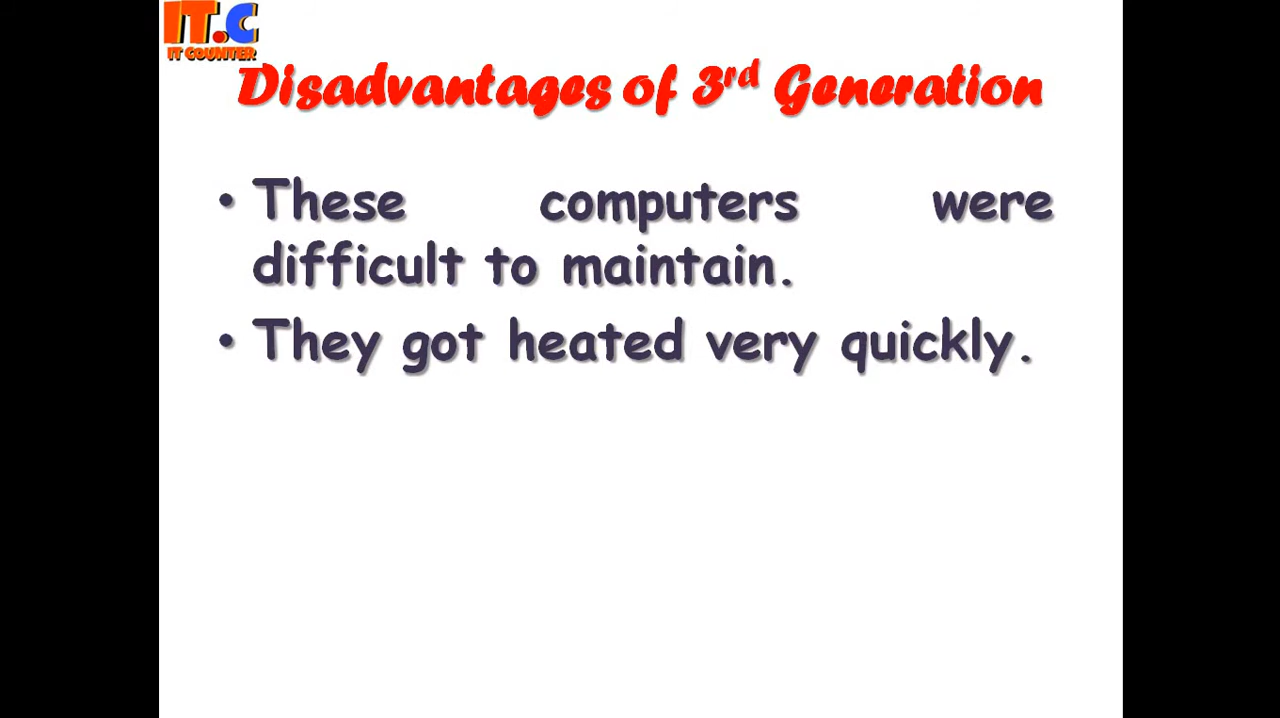 IT.C
IT COUNTER
Disadvantages of 3rd Generation
• These computers were
difficult to maintain.
• They got heated very quickly.